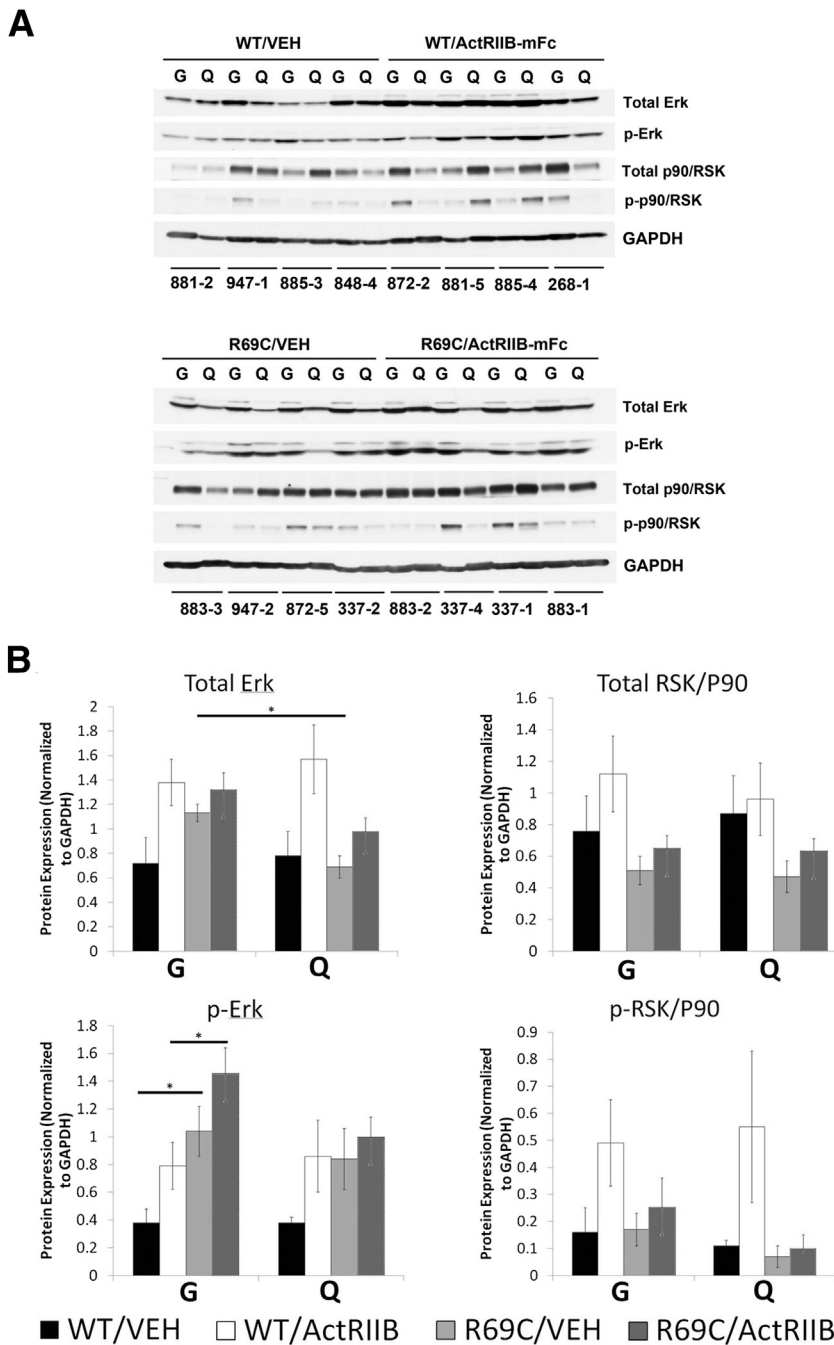 A
WT/VEH WT/ActRIIB-mFc
G Q G Q G Q G Q G Q G Q G Q G Q
Total Erk
p-Erk
Total p90/RSK
p-p90/RSK
GAPDH
881-2 947-1 885-3 848-4 872-2 881-5 885-4 268-1
R69C/VEH R69C/ActRIIB-mFc
G Q G Q G Q G Q G Q G Q G Q G Q
Total Erk
p-Erk
Total p90/RSK
p-p90/RSK
GAPDH
883-3 947-2 872-5 337-2 883-2 337-4 337-1 883-1
B
Total Erk
Protein Expression (Normalized
to GAPDH)
2
1.8
1.6
1.4
1.2
1
0.8
0.6
0.4
0.2
0
*
G Q
Total RSK/P90
Protein Expression (Normalized
to GAPDH)
1.6
1.4
1.2
1
0.8
0.6
0.4
0.2
0
G Q
p-Erk
Protein Expression (Normalized
to GAPDH)
1.8
1.6
1.4
1.2
1
0.8
0.6
0.4
0.2
0
*
*
G Q
p-RSK/P90
Protein Expression (Normalized
to GAPDH)
0.9
0.8
0.7
0.6
0.5
0.4
0.3
0.2
0.1
0
G Q
WT/VEH WT/ActRIIB R69C/VEH R69C/ActRIIB